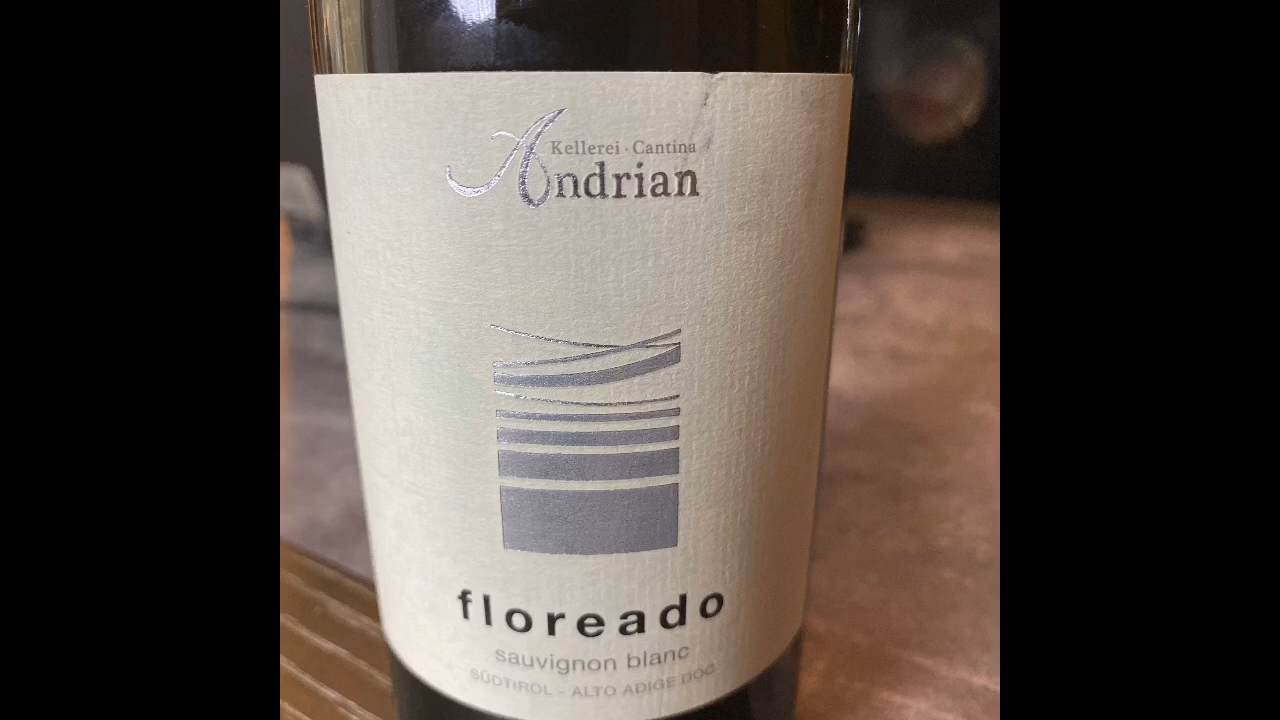 Kellerei · Cantina
Andrian
floreado
sauvignon blanc
SÜDTIROL - ALTO ADIGE DOC